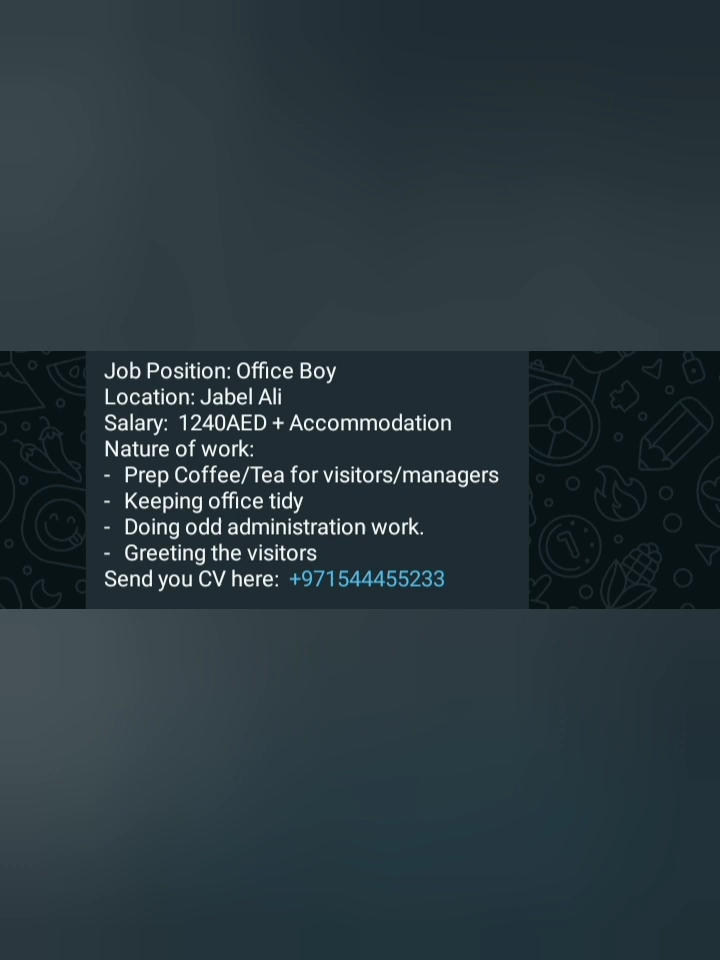 Job Position: Office Boy
Location: Jabel Ali
Salary:  1240AED + Accommodation
Nature of work:
-  Prep Coffee/Tea for visitors/managers
-  Keeping office tidy
-  Doing odd administration work.
-  Greeting the visitors
Send you CV here:  +971544455233